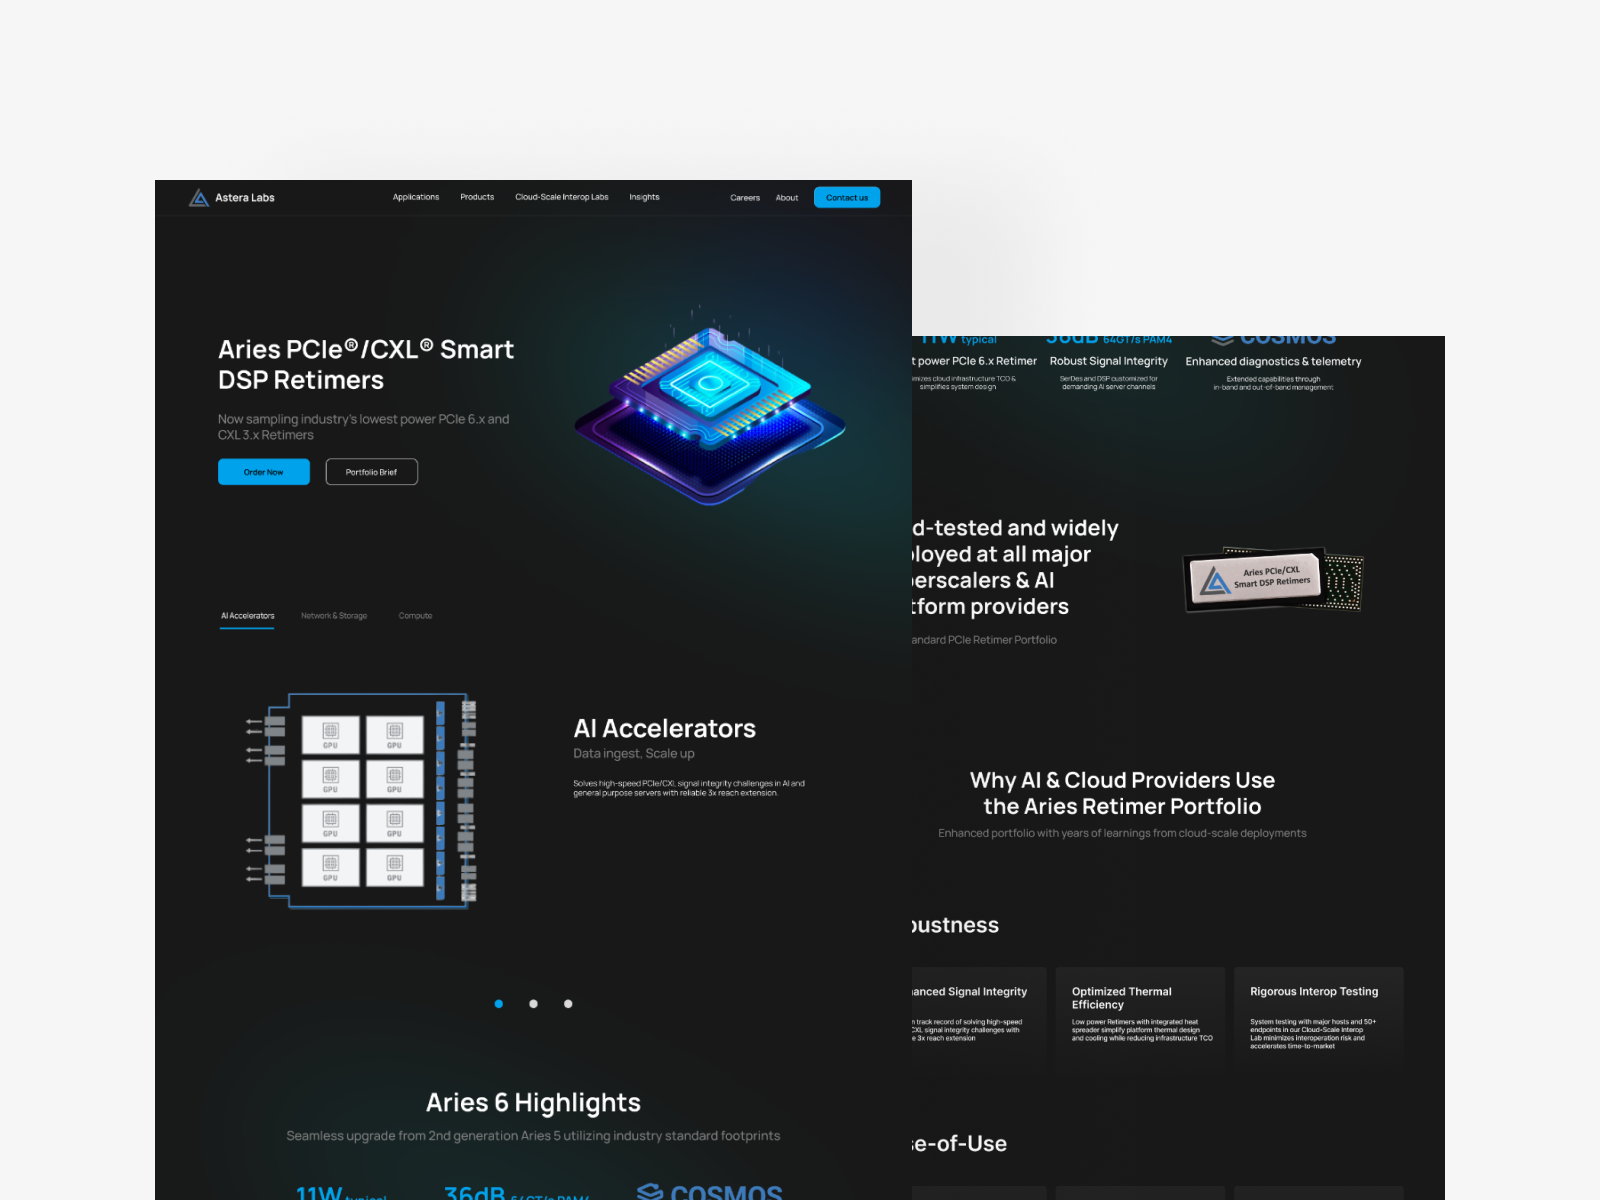 Astera Labs
Applications
Products
Cloud-Scale Interop Labs
Insights
Careers
About
Contact us
Aries PCIe®/CXL® Smart
DSP Retimers
Now sampling industry's lowest power PCIe 6.x and
CXL 3.x Retimers
Order Now
Portfolio Brief
AI Accelerators
Network & Storage
Compute
GPU
GPU
GPU
GPU
GPU
GPU
GPU
GPU
AI Accelerators
Data ingest, Scale up
Solves high-speed PCIe/CXL signal integrity challenges in AI and
general purpose servers with reliable 3x reach extension.
Aries 6 Highlights
Seamless upgrade from 2nd generation Aries 5 utilizing industry standard footprints
11W typical
36dB 64GT/s PAM4
COSMOS
11W typical
36dB 64GT/s PAM4
COSMOS
t power PCIe 6.x Retimer
mizes cloud infrastructure TCO &
simplifies system design
Robust Signal Integrity
SerDes and DSP customized for
demanding AI server channels
Enhanced diagnostics & telemetry
Extended capabilities through
in-band and out-of-band management.
d-tested and widely
loyed at all major
erscalers & AI
tform providers
andard PCIe Retimer Portfolio
Aries PCIe/CXL
Smart DSP Retimers
Why AI & Cloud Providers Use
the Aries Retimer Portfolio
Enhanced portfolio with years of learnings from cloud-scale deployments
bustness
anced Signal Integrity
n track record of solving high-speed
CXL signal integrity challenges with
e 3x reach extension
Optimized Thermal
Efficiency
Low power Retimers with integrated heat
spreader simplify platform thermal design
and cooling while reducing infrastructure TCO
Rigorous Interop Testing
System testing with major hosts and 50+
endpoints in our Cloud-Scale Interop
Lab minimizes interoperation risk and
accelerates time-to-market
se-of-Use